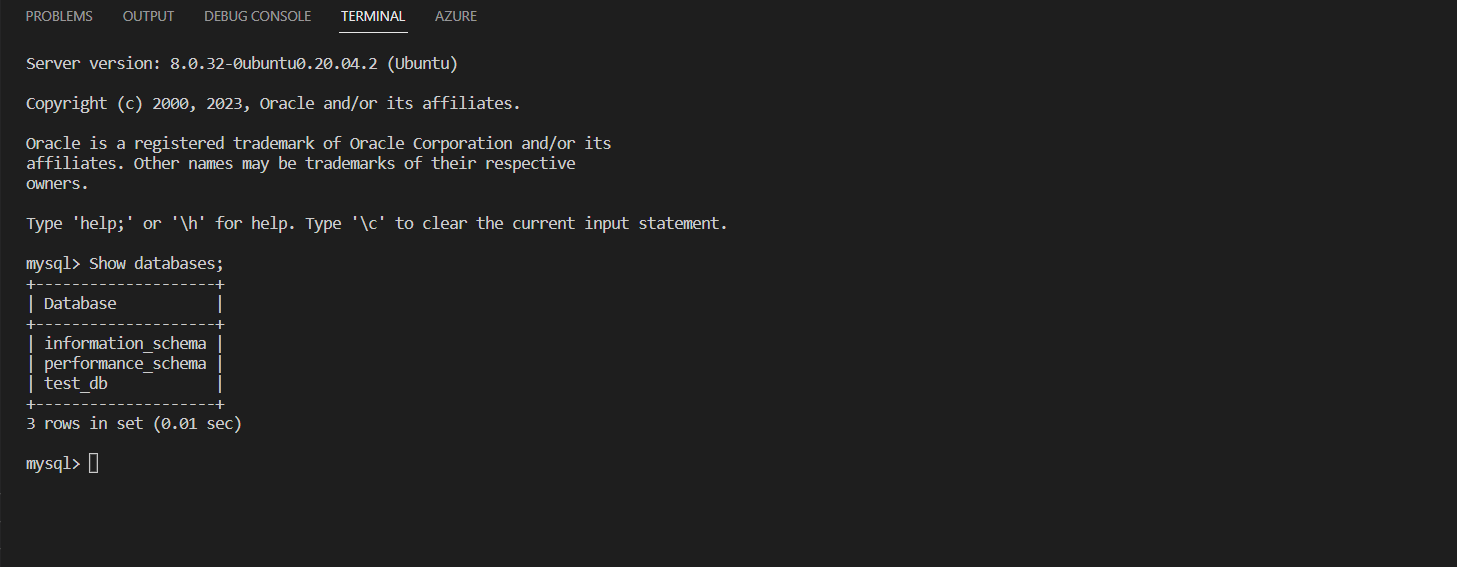 PROBLEMS OUTPUT DEBUG CONSOLE TERMINAL AZURE
Server version: 8.0.32-0ubuntu0.20.04.2 (Ubuntu)
Copyright (c) 2000, 2023, Oracle and/or its affiliates.
Oracle is a registered trademark of Oracle Corporation and/or its
affiliates. Other names may be trademarks of their respective
owners.
Type 'help;' or '\h' for help. Type '\c' to clear the current input statement.
mysql> Show databases;
+--------------------+
| Database           |
+--------------------+
| information_schema |
| performance_schema |
| test_db            |
+--------------------+
3 rows in set (0.01 sec)
mysql>